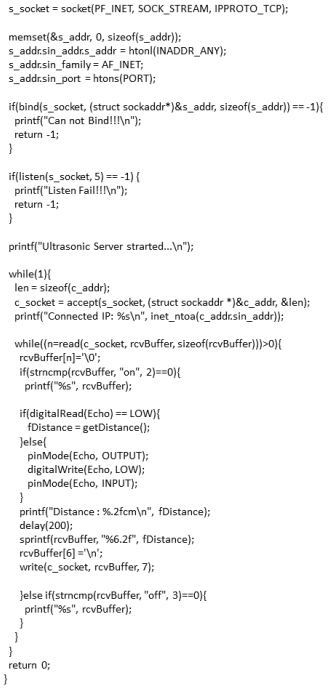 s_socket = socket(PF_INET, SOCK_STREAM, IPPROTO_TCP);
memset(&s_addr, 0, sizeof(s_addr));
s_addr.sin_addr.s_addr = htonl(INADDR_ANY);
s_addr.sin_family = AF_INET;
s_addr.sin_port = htons(PORT);
if(bind(s_socket, (struct sockaddr*)&s_addr, sizeof(s_addr)) == -1){
printf("Can not Bind!!!\n");
return -1;
}
if(listen(s_socket, 5) == -1) {
printf("Listen Fail!!!\n");
return -1;
}
printf("Ultrasonic Server strarted...\n");
while(1){
len = sizeof(c_addr);
c_socket = accept(s_socket, (struct sockaddr *)&c_addr, &len);
printf("Connected IP: %s\n", inet_ntoa(c_addr.sin_addr));
while((n=read(c_socket, rcvBuffer, sizeof(rcvBuffer)))>0){
rcvBuffer[n]='\0';
if(strncmp(rcvBuffer, "on", 2)==0){
printf("%s", rcvBuffer);
if(digitalRead(Echo) == LOW){
fDistance = getDistance();
}else{
pinMode(Echo, OUTPUT);
digitalWrite(Echo, LOW);
pinMode(Echo, INPUT);
}
printf("Distance : %.2fcm\n", fDistance);
delay(200);
sprintf(rcvBuffer, "%6.2f", fDistance);
rcvBuffer[6] ='\n';
write(c_socket, rcvBuffer, 7);
}else if(strncmp(rcvBuffer, "off", 3)==0){
printf("%s", rcvBuffer);
}
}
}
return 0;
}